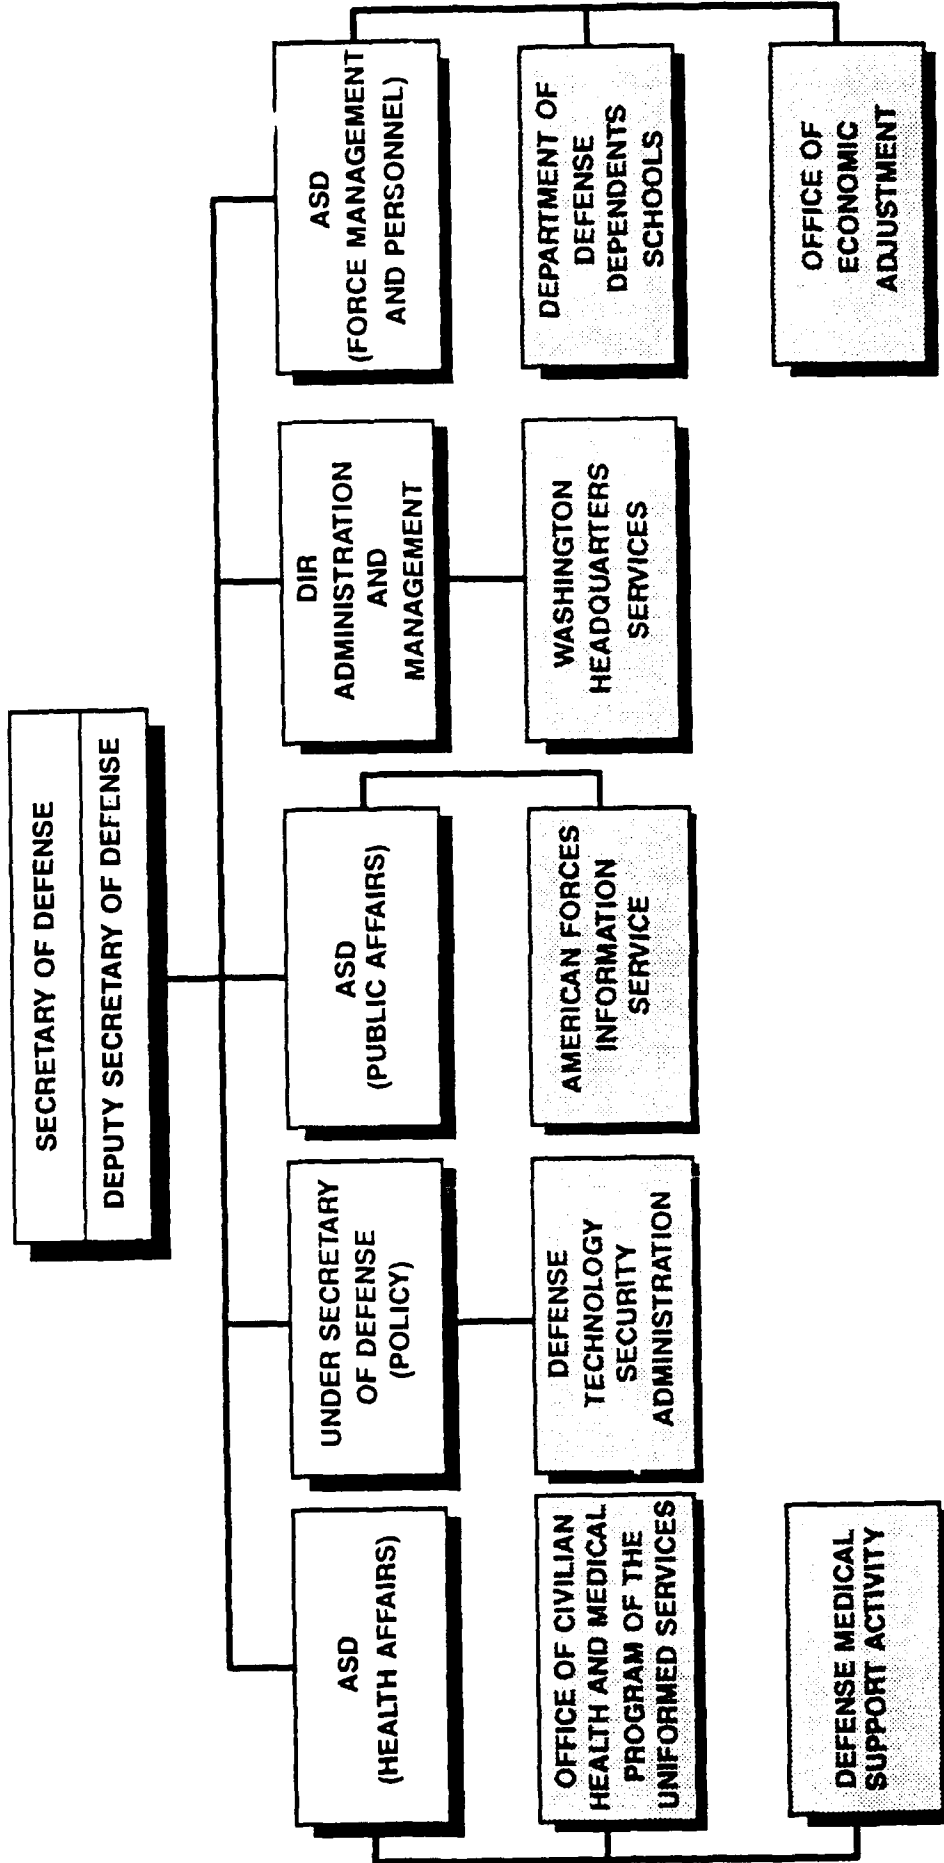 SECRETARY OF DEFENSE
DEPUTY SECRETARY OF DEFENSE
ASD
(HEALTH AFFAIRS)
UNDER SECRETARY
OF DEFENSE
(POLICY)
ASD
(PUBLIC AFFAIRS)
DIR
ADMINISTRATION
AND
MANAGEMENT
ASD
(FORCE MANAGEMENT
AND PERSONNEL)
OFFICE OF CIVILIAN
HEALTH AND MEDICAL
PROGRAM OF THE
UNIFORMED SERVICES
DEFENSE
TECHNOLOGY
SECURITY
ADMINISTRATION
AMERICAN FORCES
INFORMATION
SERVICE
WASHINGTON
HEADQUARTERS
SERVICES
DEPARTMENT OF
DEFENSE
DEPENDENTS
SCHOOLS
DEFENSE MEDICAL
SUPPORT ACTIVITY
OFFICE OF
ECONOMIC
ADJUSTMENT